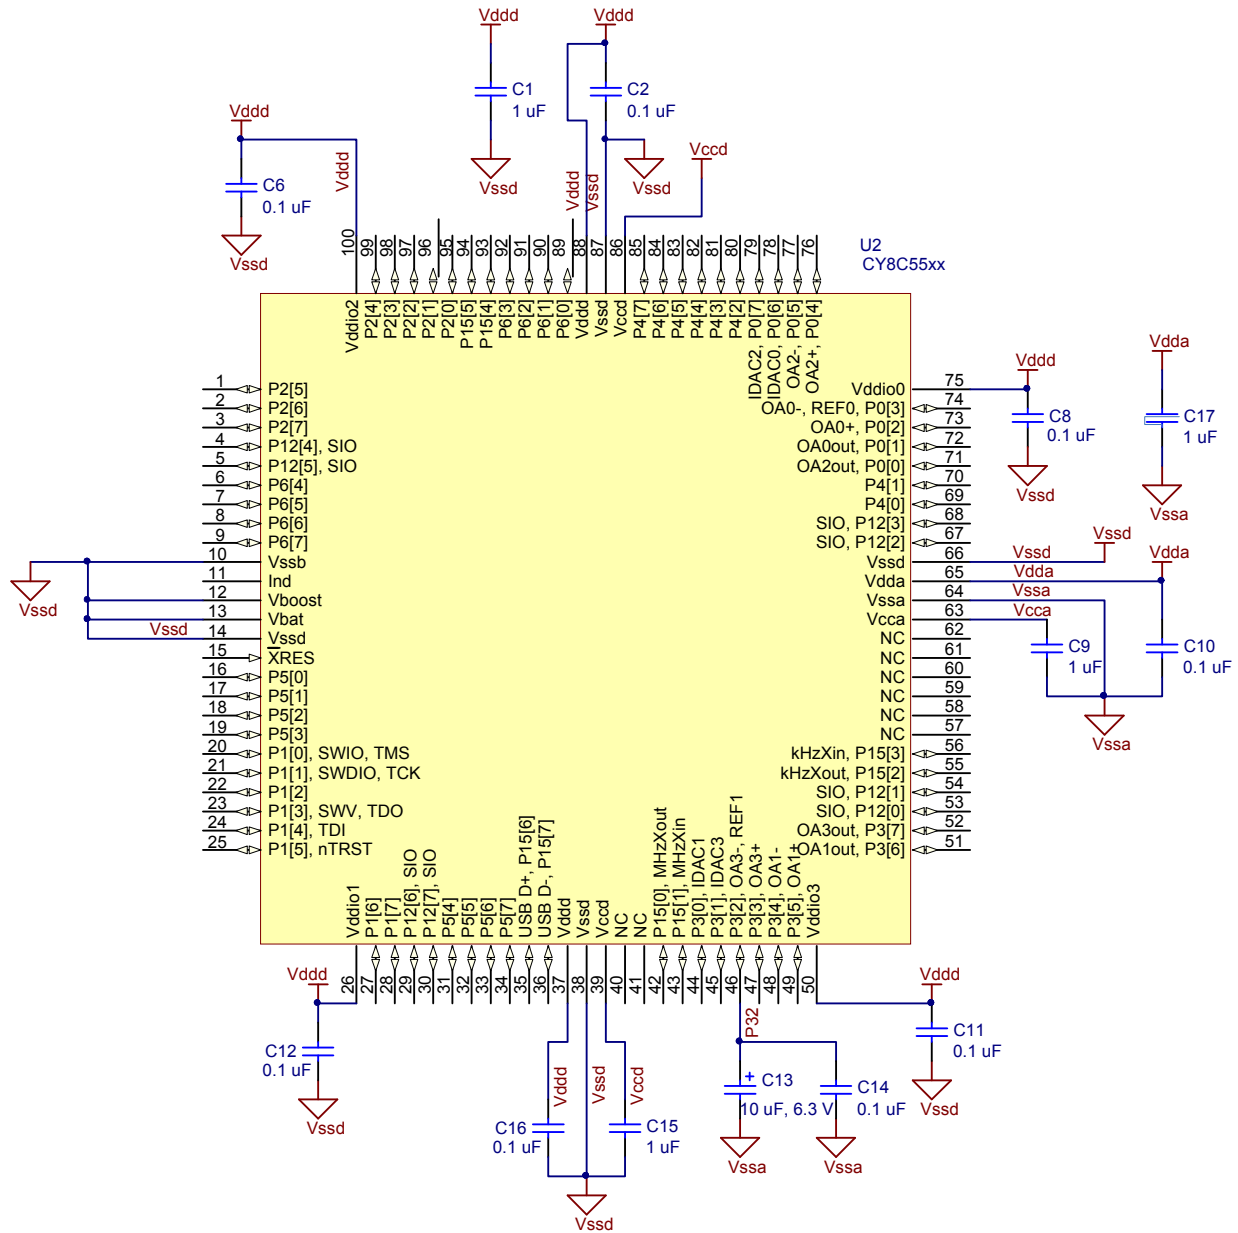 Vddd
C1
1 uF
Vssd
Vddd
C2
0.1 uF
Vssd
Vccd
Vddd
C6
0.1 uF
Vssd
Vddd
Vddd
Vssd
U2
CY8C55xx
100
99
98
97
96
95
94
93
92
91
90
89
88
87
86
85
84
83
82
81
80
79
78
77
76
Vddio2
P2[4]
P2[3]
P2[2]
P2[1]
P2[0]
P15[5]
P15[4]
P6[3]
P6[2]
P6[1]
P6[0]
Vddd
Vssd
Vccd
P4[7]
P4[6]
P4[5]
P4[4]
P4[3]
P4[2]
IDAC2, P0[7]
IDAC0, P0[6]
OA2-, P0[5]
OA2+, P0[4]
1 P2[5]
2 P2[6]
3 P2[7]
4 P12[4], SIO
5 P12[5], SIO
6 P6[4]
7 P6[5]
8 P6[6]
9 P6[7]
10 Vssb
11 Ind
12 Vboost
13 Vbat
Vssd 14 Vssd
15 XRES
16 P5[0]
17 P5[1]
18 P5[2]
19 P5[3]
20 P1[0], SWIO, TMS
21 P1[1], SWDIO, TCK
22 P1[2]
23 P1[3], SWV, TDO
24 P1[4], TDI
25 P1[5], nTRST
Vssd
Vddio0 75
OA0-, REF0, P0[3] 74
OA0+, P0[2] 73
OA0out, P0[1] 72
OA2out, P0[0] 71
P4[1] 70
P4[0] 69
SIO, P12[3] 68
SIO, P12[2] 67
Vssd 66 Vssd
Vdda 65 Vdda
Vssa 64 Vssa
Vcca 63 Vcca
NC 62
NC 61
NC 60
NC 59
NC 58
NC 57
kHzXin, P15[3] 56
kHzXout, P15[2] 55
SIO, P12[1] 54
SIO, P12[0] 53
OA3out, P3[7] 52
OA1out, P3[6] 51
Vddd
C8
0.1 uF
Vssd
Vdda
C17
1 uF
Vssa
Vssd
Vdda
C9
1 uF
C10
0.1 uF
Vssa
Vddio1
P1[6]
P1[7]
P12[6], SIO
P12[7], SIO
P5[4]
P5[5]
P5[6]
P5[7]
USB D+, P15[6]
USB D-, P15[7]
Vddd
Vssd
Vccd
NC
NC
P15[0], MHzXout
P15[1], MHzXin
P3[0], IDAC1
P3[1], IDAC3
P3[2], OA3-, REF1
P3[3], OA3+
P3[4], OA1-
P3[5], OA1+
Vddio3
26
27
28
29
30
31
32
33
34
35
36
37
38
39
40
41
42
43
44
45
46
47
48
49
50
Vddd
C12
0.1 uF
Vssd
Vddd
Vssd
Vccd
C16
0.1 uF
C15
1 uF
Vssd
P32
+
C13
10 uF, 6.3 V
Vssa
C14
0.1 uF
Vssa
Vddd
C11
0.1 uF
Vssd